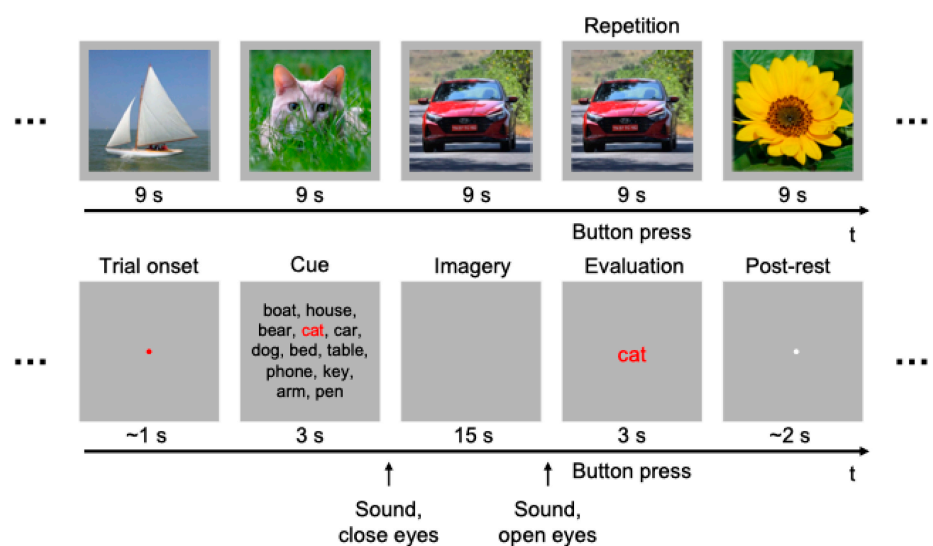 Repetition
9 s
9 s
9 s
9 s
9 s
Button press
t
Trial onset
Cue
Imagery
Evaluation
Post-rest
boat, house,
bear, cat, car,
dog, bed, table,
phone, key,
arm, pen
cat
~1 s
3 s
15 s
3 s
~2 s
Button press
t
Sound,
close eyes
Sound,
open eyes